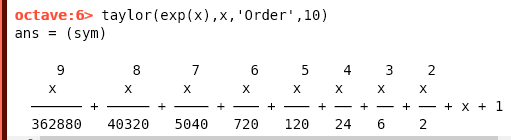 octave:6> taylor(exp(x),x,'Order',10)
ans = (sym)
9 8 7 6 5 4 3 2
x x x x x x x x
────── + ───── + ──── + ─── + ─── + ── + ── + ── + x + 1
362880 40320 5040 720 120 24 6 2